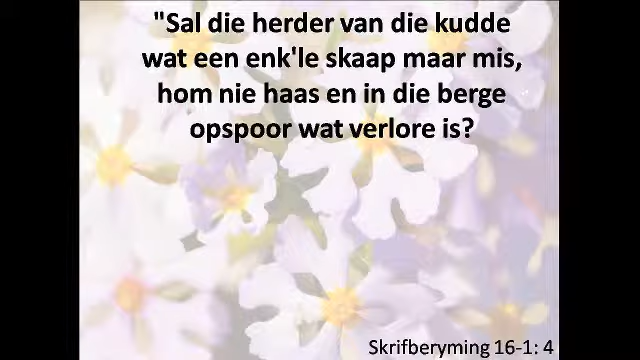 "Sal die herder van die kudde
wat een enk'le skaap maar mis,
hom nie haas en in die berge
opspoor wat verlore is?
Skrifberyming 16-1: 4